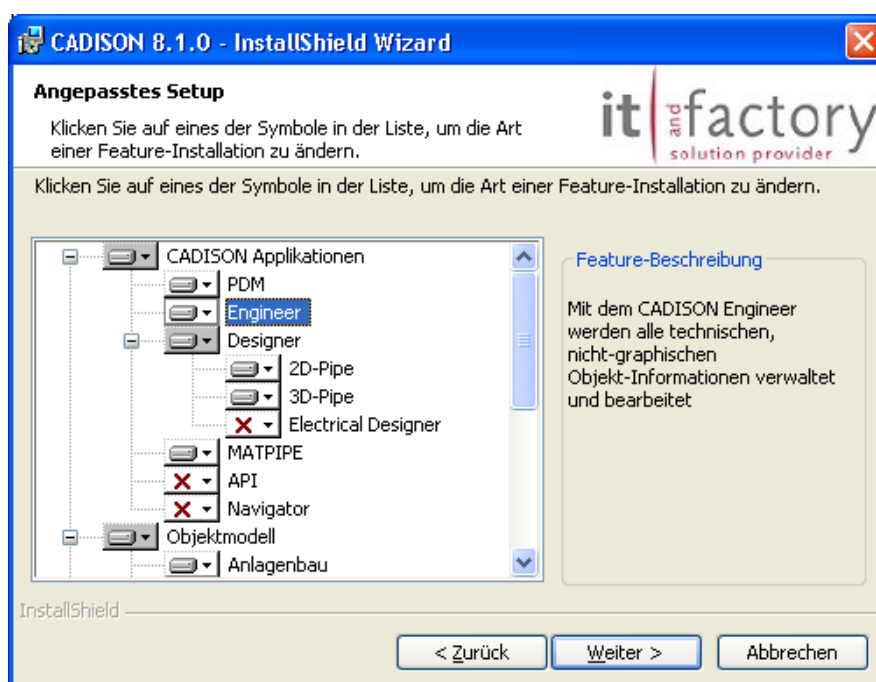 CADISON 8.1.0 - InstallShield Wizard
Angepasstes Setup
Klicken Sie auf eines der Symbole in der Liste, um die Art
einer Feature-Installation zu ändern.
it and factory
solution provider
Klicken Sie auf eines der Symbole in der Liste, um die Art einer Feature-Installation zu ändern.
CADISON Applikationen
PDM
Engineer
Designer
2D-Pipe
3D-Pipe
Electrical Designer
MATPIPE
API
Navigator
Objektmodell
Anlagenbau
Feature-Beschreibung
Mit dem CADISON Engineer
werden alle technischen,
nicht-graphischen
Objekt-Informationen verwaltet
und bearbeitet
InstallShield
< Zurück
Weiter >
Abbrechen